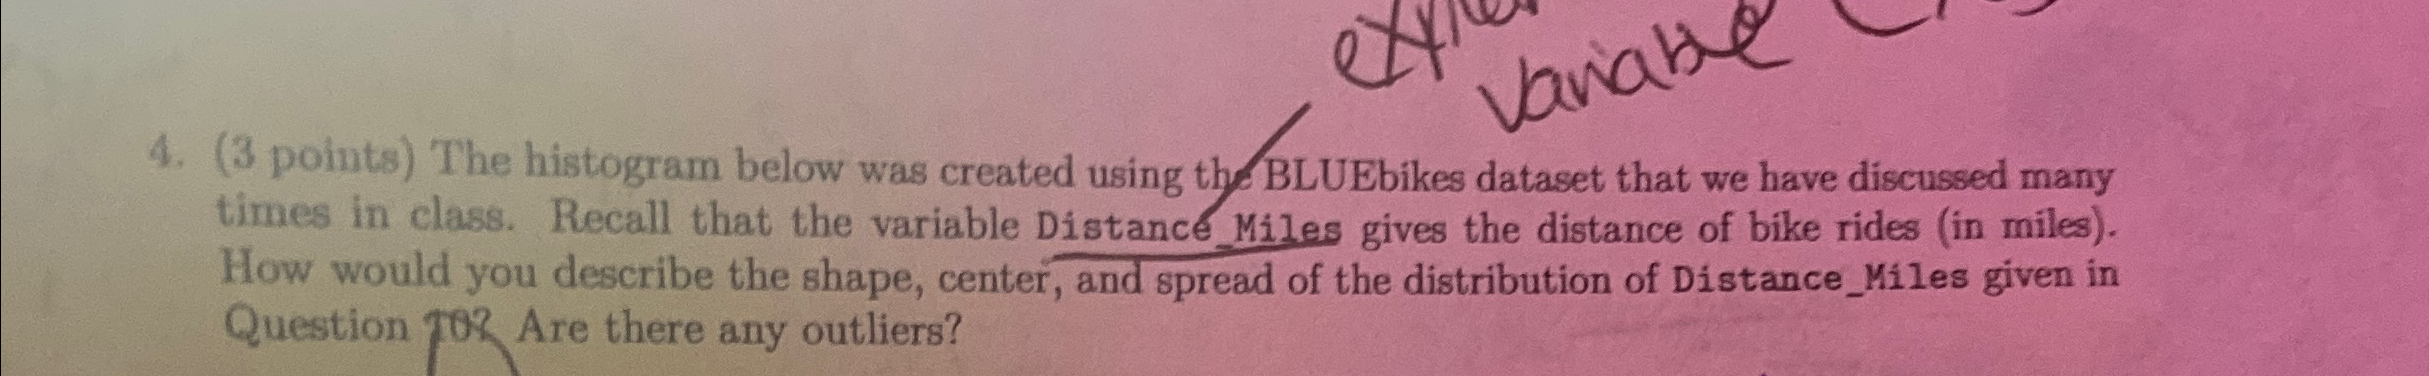 variable
4. (3 points) The histogram below was created using the BLUEbikes dataset that we have discussed many
times in class. Recall that the variable Distance_Miles gives the distance of bike rides (in miles).
How would you describe the shape, center, and spread of the distribution of Distance_Miles given in
Question 10? Are there any outliers?